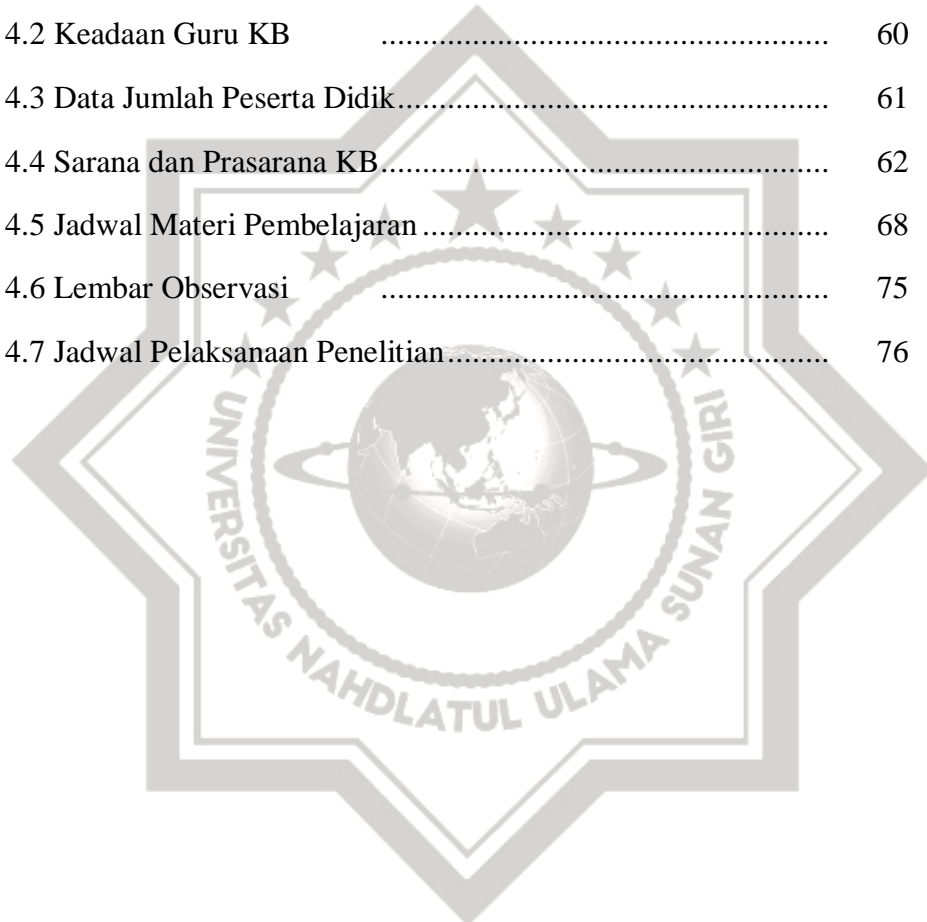 4.2 Keadaan Guru KB ................................................... 60
4.3 Data Jumlah Peserta Didik................................................. 61
4.4 Sarana dan Prasarana KB................................................... 62
4.5 Jadwal Materi Pembelajaran .............................................. 68
4.6 Lembar Observasi ................................................... 75
4.7 Jadwal Pelaksanaan Penelitian ........................................... 76
UNIVERSITAS NAHDLATUL ULAMA SUNAN GIRI